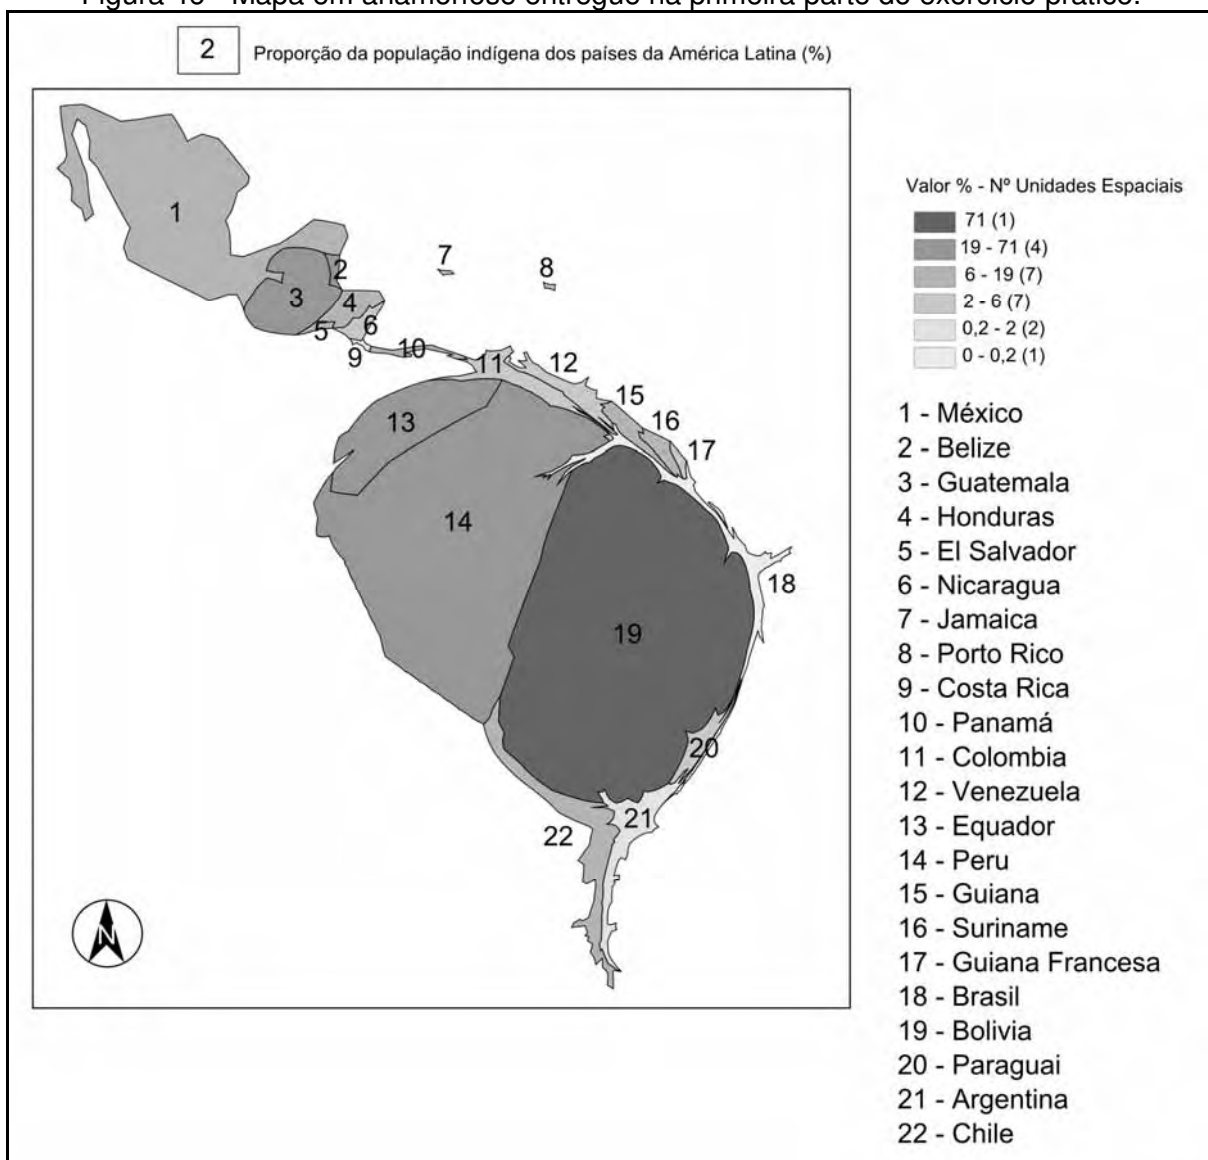 Figura 40 - Mapa em anamorfose entregue na primeira parte do exercício prático.
2
Proporção da população indígena dos países da América Latina (%)
1
2
3
4
5
6
7
8
9
10
11
12
13
14
15
16
17
18
19
20
21
22
N
Valor % - Nº Unidades Espaciais
71 (1)
19 - 71 (4)
6 - 19 (7)
2 - 6 (7)
0,2 - 2 (2)
0 - 0,2 (1)
1 - México
2 - Belize
3 - Guatemala
4 - Honduras
5 - El Salvador
6 - Nicaragua
7 - Jamaica
8 - Porto Rico
9 - Costa Rica
10 - Panamá
11 - Colombia
12 - Venezuela
13 - Equador
14 - Peru
15 - Guiana
16 - Suriname
17 - Guiana Francesa
18 - Brasil
19 - Bolivia
20 - Paraguai
21 - Argentina
22 - Chile